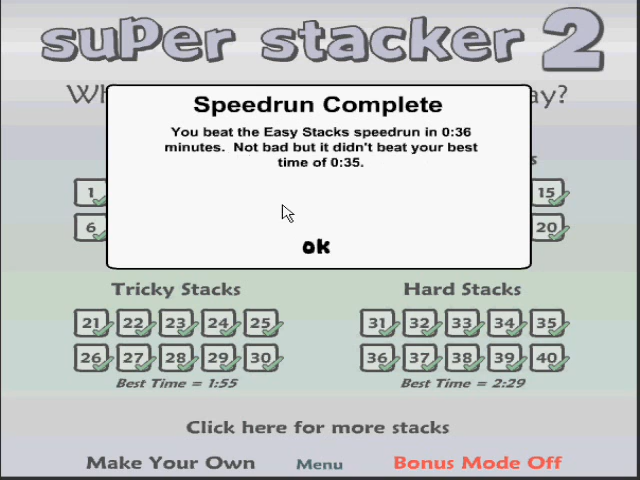 super stacker 2
Wh ay?
Speedrun Complete
You beat the Easy Stacks speedrun in 0:36
minutes. Not bad but it didn't beat your best
time of 0:35.
s
1 15
6 20
ok
Tricky Stacks Hard Stacks
21 22 23 24 25 31 32 33 34 35
26 27 28 29 30 36 37 38 39 40
Best Time = 1:55 Best Time = 2:29
Click here for more stacks
Make Your Own Menu Bonus Mode Off